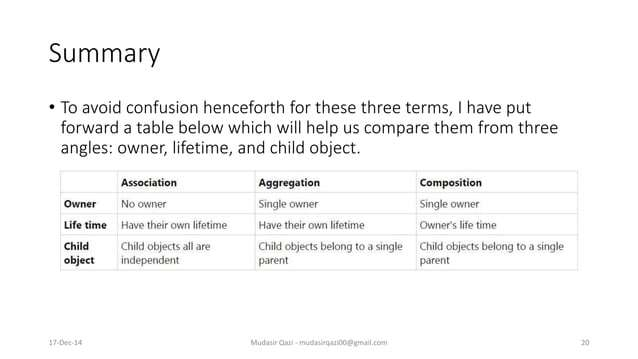 Summary
• To avoid confusion henceforth for these three terms, I have put
forward a table below which will help us compare them from three
angles: owner, lifetime, and child object.
Association Aggregation Composition
Owner No owner Single owner Single owner
Life time Have their own lifetime Have their own lifetime Owner's life time
Child object Child objects all are independent Child objects belong to a single parent Child objects belong to a single parent
17-Dec-14 Mudasir Qazi - mudasirqazi00@gmail.com 20